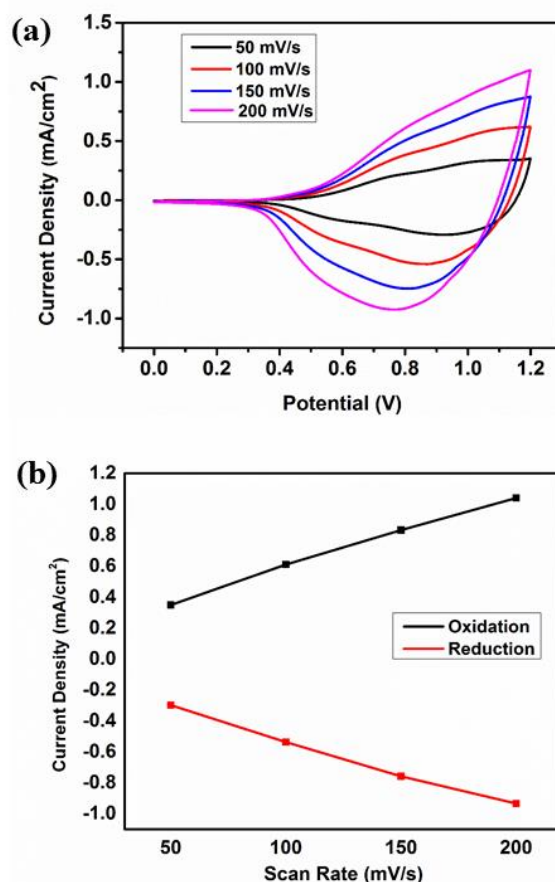 (a)
1.5
1.0
0.5
0.0
-0.5
-1.0
Current Density (mA/cm²)
50 mV/s
100 mV/s
150 mV/s
200 mV/s
0.0 0.2 0.4 0.6 0.8 1.0 1.2
Potential (V)
(b)
1.2
1.0
0.8
0.6
0.4
0.2
0.0
-0.2
-0.4
-0.6
-0.8
-1.0
Current Density (mA/cm²)
Oxidation
Reduction
50 100 150 200
Scan Rate (mV/s)